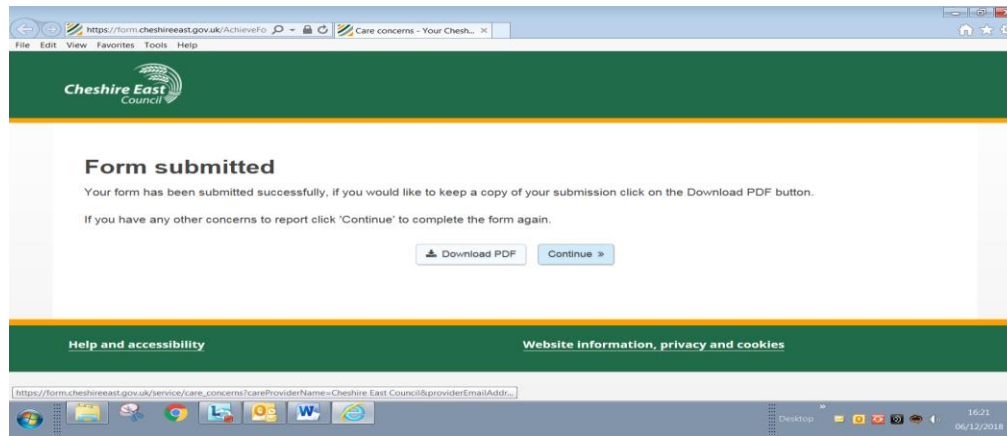 https://form.cheshireeast.gov.uk/AchieveFo
Care concerns - Your Chesh...
File Edit View Favorites Tools Help
Cheshire East
Council
Form submitted
Your form has been submitted successfully, if you would like to keep a copy of your submission click on the Download PDF button.
If you have any other concerns to report click 'Continue' to complete the form again.
Download PDF
Continue »
Help and accessibility
Website information, privacy and cookies
https://form.cheshireeast.gov.uk/service/care_concerns?careProviderName=Cheshire East Council&providerEmailAddr...
Desktop
16:21
06/12/2018